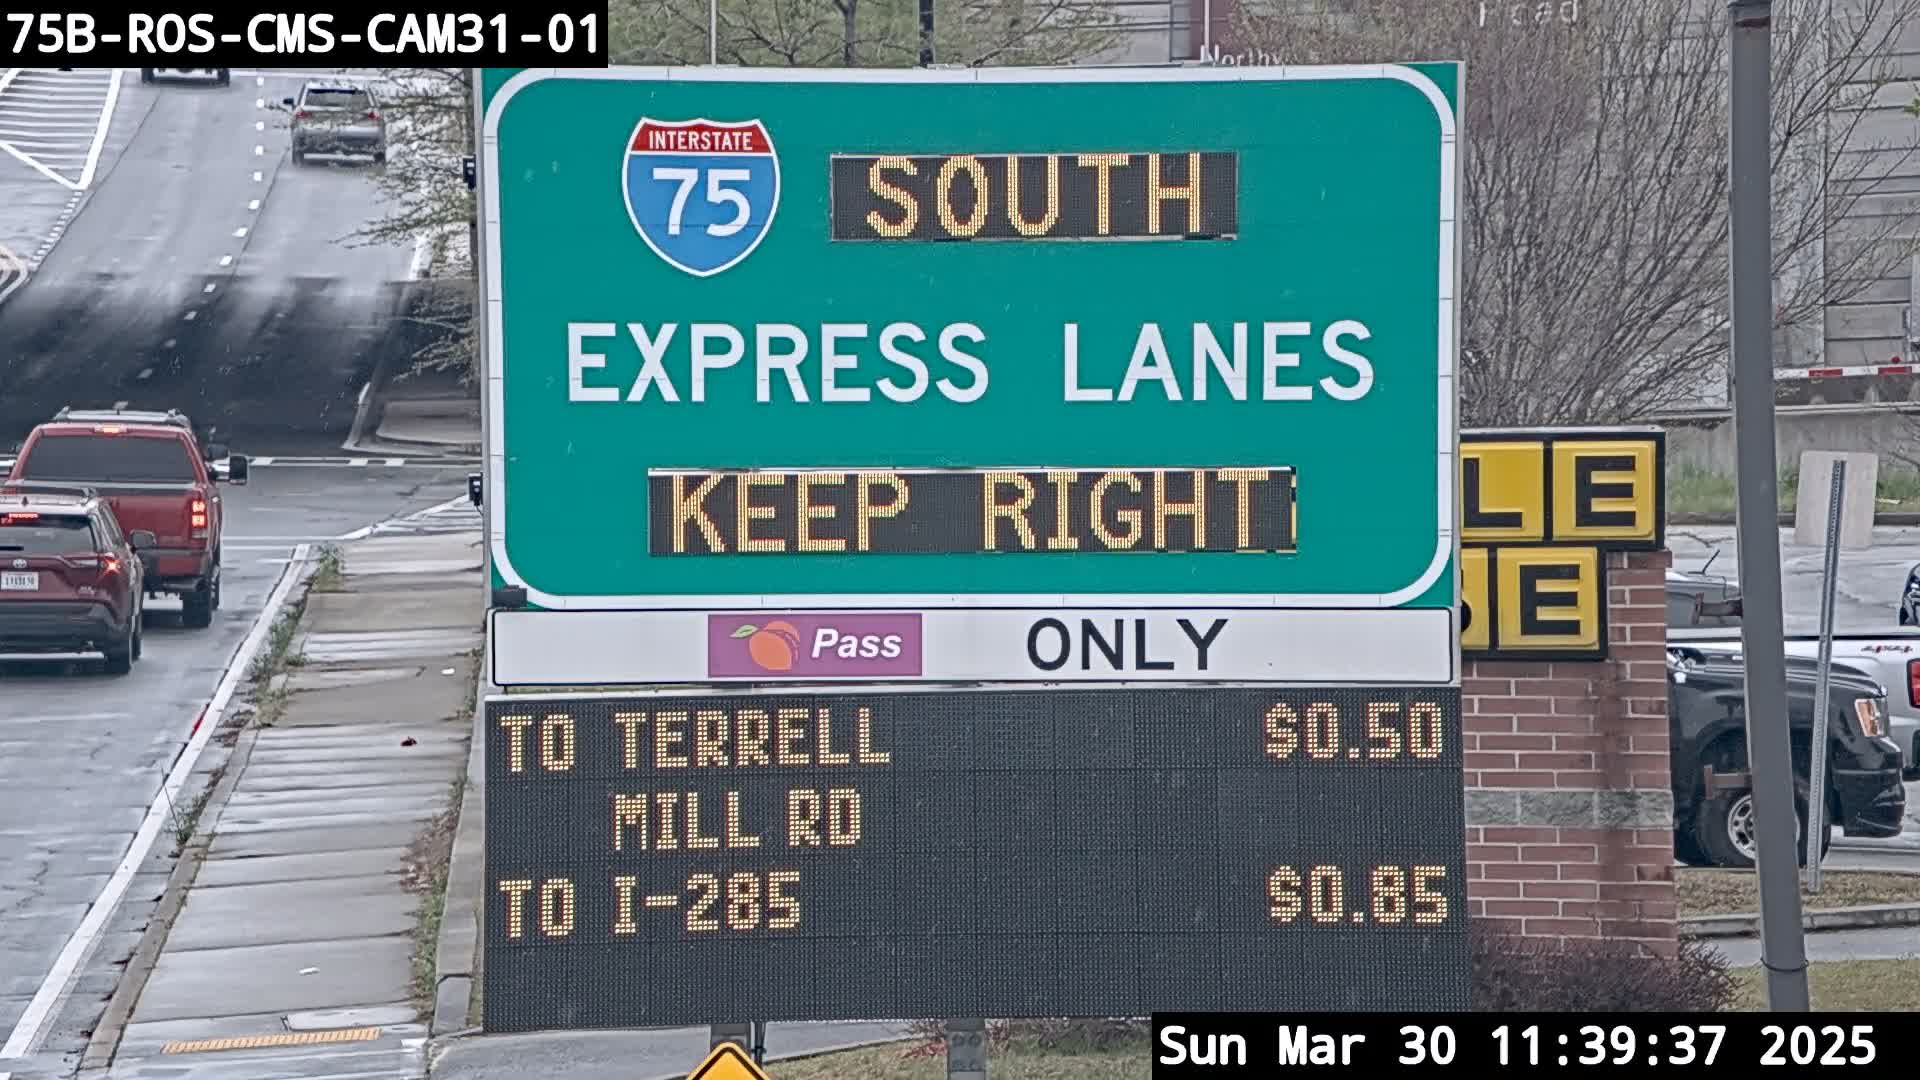 75B-ROS-CMS-CAM31-01
INTERSTATE
75
SOUTH
EXPRESS LANES
KEEP RIGHT
Pass ONLY
TO TERRELL $0.50
MILL RD
TO I-285 $0.85
LE
E
Sun Mar 30 11:39:37 2025